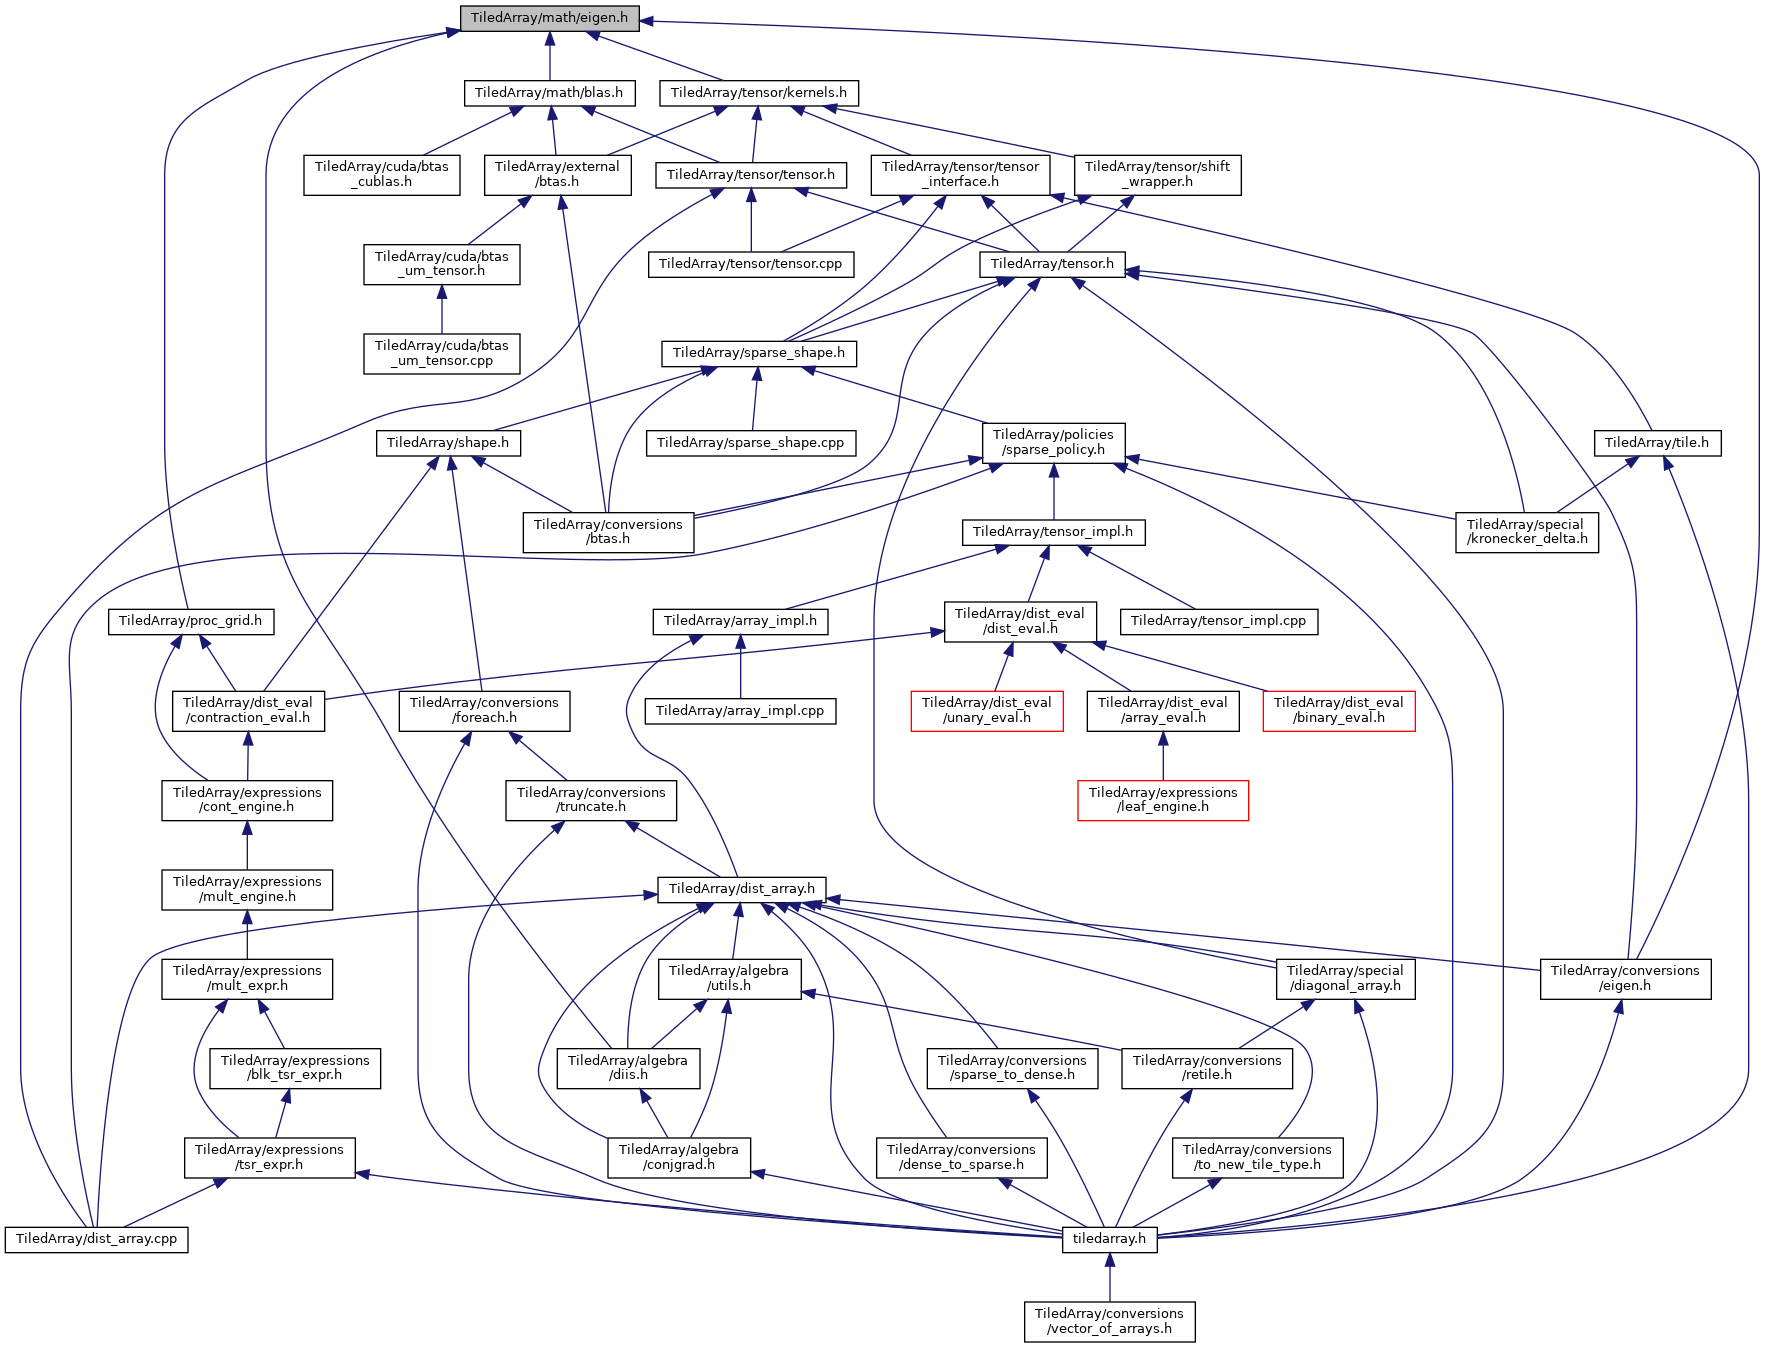 TiledArray/math/eigen.h
TiledArray/math/blas.h
TiledArray/tensor/kernels.h
TiledArray/cuda/btas
_cublas.h
TiledArray/external
/btas.h
TiledArray/tensor/tensor.h
TiledArray/tensor/tensor
_interface.h
TiledArray/tensor/shift
_wrapper.h
TiledArray/cuda/btas
_um_tensor.h
TiledArray/tensor/tensor.cpp
TiledArray/tensor.h
TiledArray/cuda/btas
_um_tensor.cpp
TiledArray/sparse_shape.h
TiledArray/shape.h
TiledArray/sparse_shape.cpp
TiledArray/policies
/sparse_policy.h
TiledArray/tile.h
TiledArray/conversions
/btas.h
TiledArray/tensor_impl.h
TiledArray/special
/kronecker_delta.h
TiledArray/proc_grid.h
TiledArray/array_impl.h
TiledArray/dist_eval
/dist_eval.h
TiledArray/tensor_impl.cpp
TiledArray/dist_eval
/contraction_eval.h
TiledArray/conversions
/foreach.h
TiledArray/array_impl.cpp
TiledArray/dist_eval
/unary_eval.h
TiledArray/dist_eval
/array_eval.h
TiledArray/dist_eval
/binary_eval.h
TiledArray/expressions
/cont_engine.h
TiledArray/conversions
/truncate.h
TiledArray/expressions
/leaf_engine.h
TiledArray/expressions
/mult_engine.h
TiledArray/dist_array.h
TiledArray/expressions
/mult_expr.h
TiledArray/algebra
/utils.h
TiledArray/special
/diagonal_array.h
TiledArray/conversions
/eigen.h
TiledArray/expressions
/blk_tsr_expr.h
TiledArray/algebra
/diis.h
TiledArray/conversions
/sparse_to_dense.h
TiledArray/conversions
/retile.h
TiledArray/expressions
/tsr_expr.h
TiledArray/algebra
/conjgrad.h
TiledArray/conversions
/dense_to_sparse.h
TiledArray/conversions
/to_new_tile_type.h
TiledArray/dist_array.cpp
tiledarray.h
TiledArray/conversions
/vector_of_arrays.h